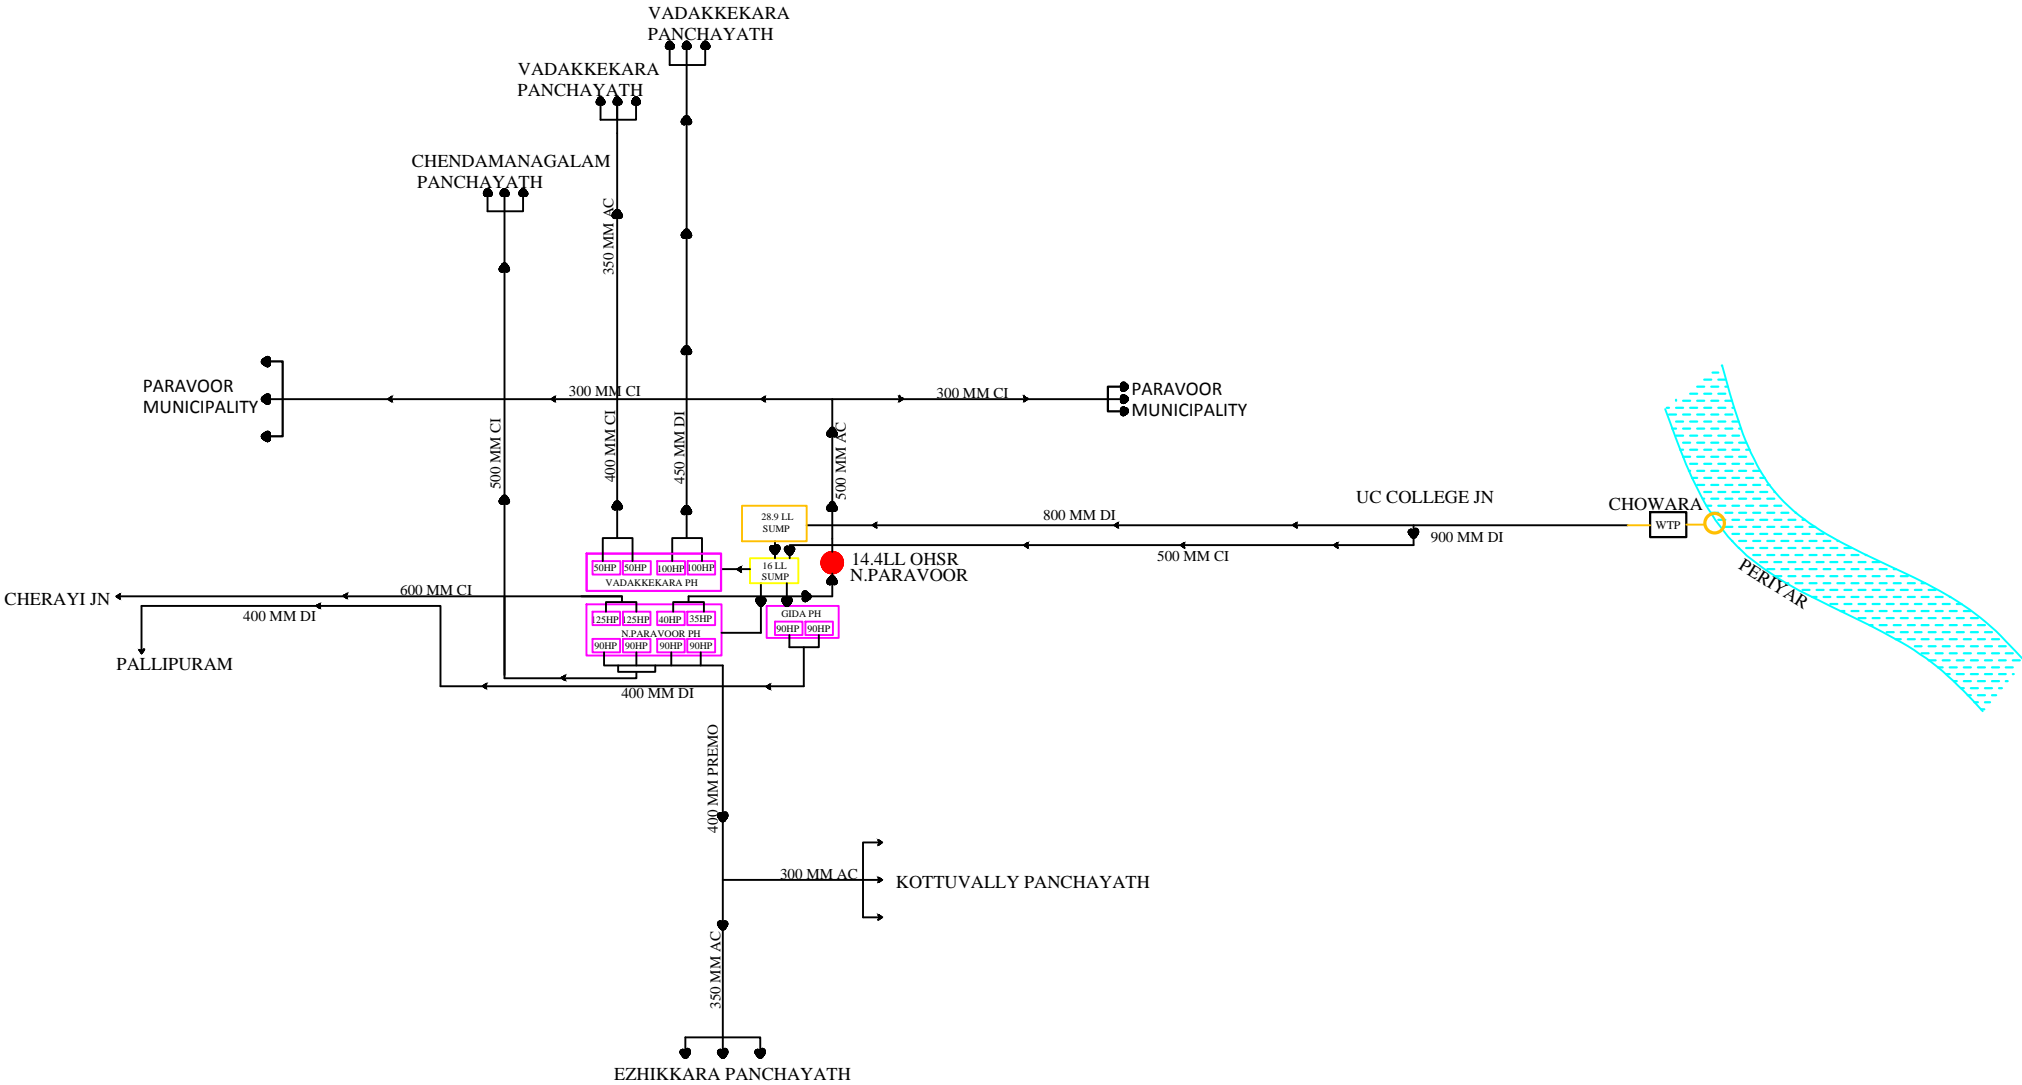 VADAKKEKARA
PANCHAYATH
VADAKKEKARA
PANCHAYATH
CHENDAMANAGALAM
PANCHAYATH
350 MM AC
PARAVOOR
MUNICIPALITY
300 MM CI
300 MM CI
PARAVOOR
MUNICIPALITY
500 MM CI
400 MM CI
450 MM DI
500 MM AC
UC COLLEGE JN
CHOWARA
WTP
28.9 LL
SUMP
800 MM DI
900 MM DI
500 MM CI
14.4LL OHSR
N.PARAVOOR
16 LL
SUMP
50HP
50HP
100HP
100HP
VADAKKEKARA PH
PERIYAR
CHERAYI JN
600 MM CI
400 MM DI
PALLIPURAM
125HP
125HP
40HP
35HP
N.PARAVOOR PH
90HP
90HP
90HP
90HP
GIDA PH
90HP
90HP
400 MM DI
400 MM PREMO
300 MM AC
KOTTUVALLY PANCHAYATH
350 MM AC
EZHIKKARA PANCHAYATH